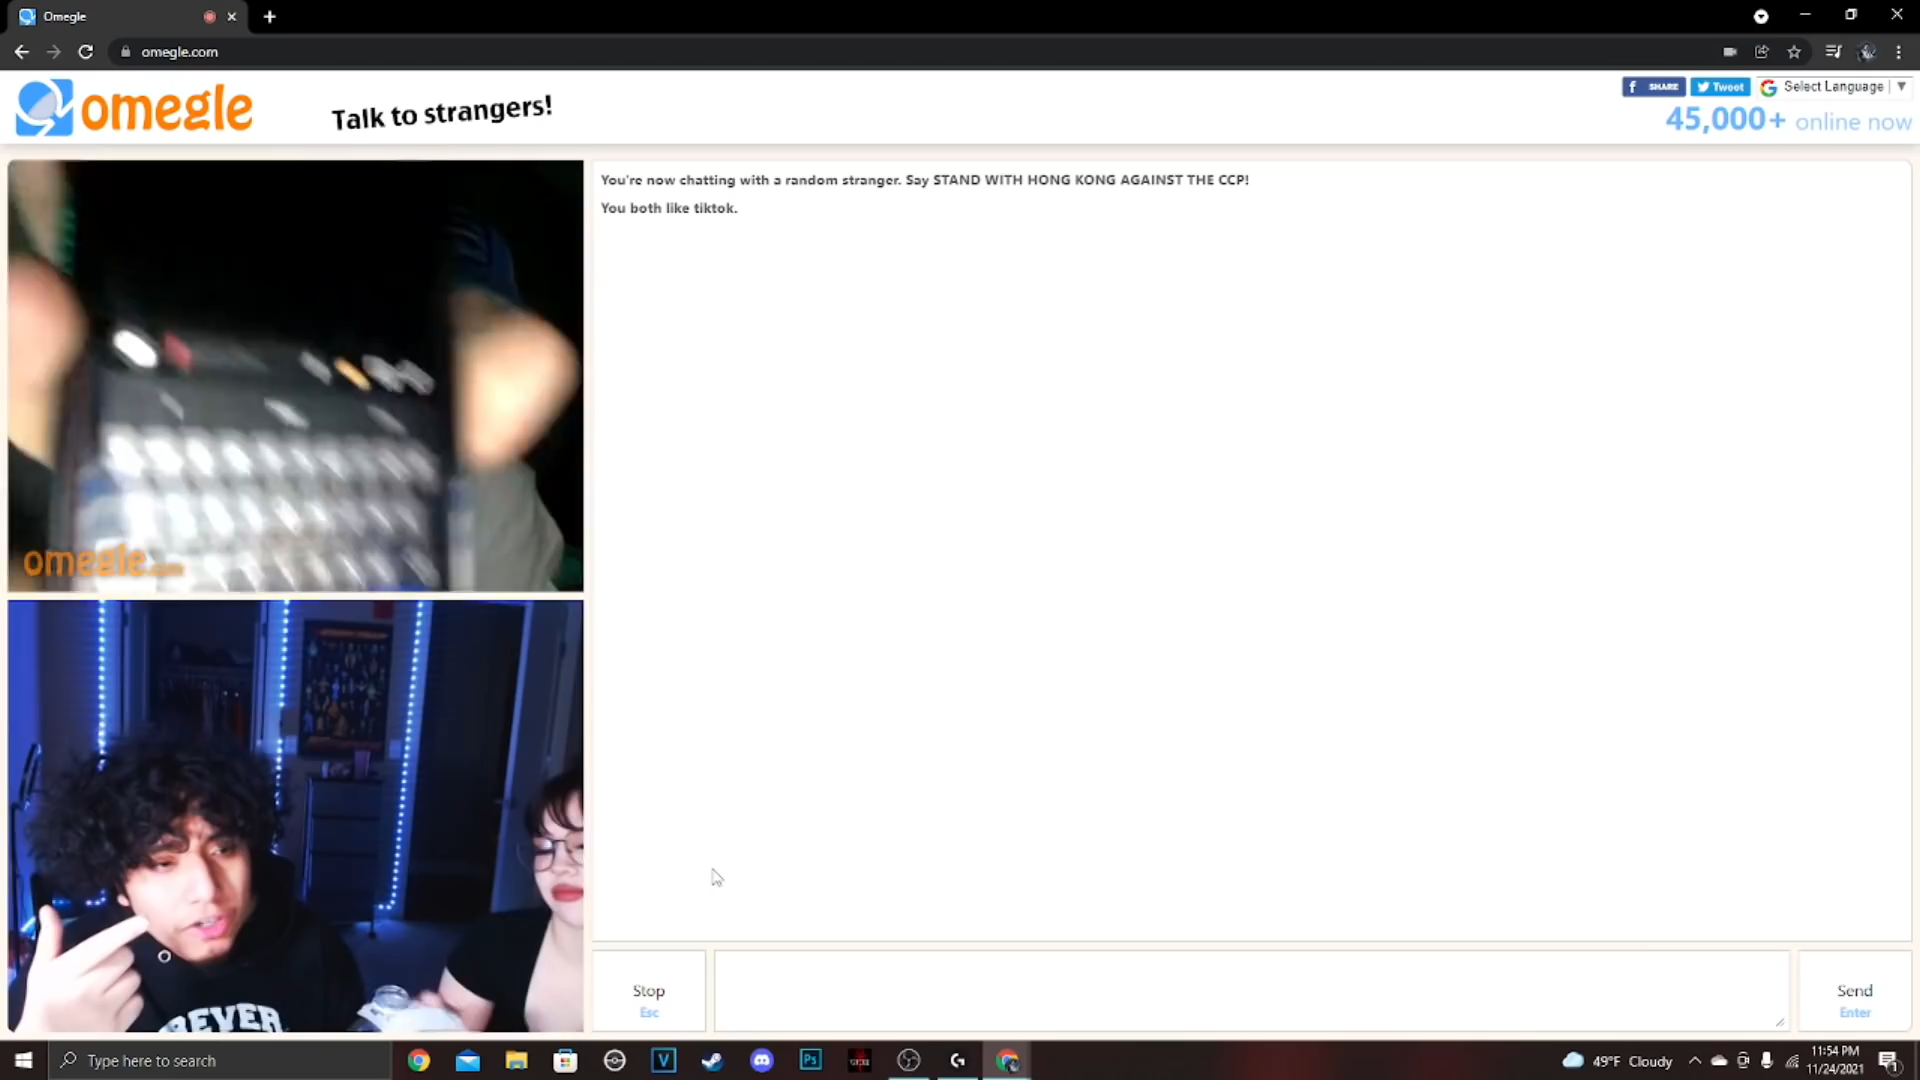 Omegle
omegle.com
omegle
Talk to strangers!
SHARE
Tweet
Select Language
45,000+ online now
You're now chatting with a random stranger. Say STAND WITH HONG KONG AGAINST THE CCP!
You both like tiktok.
omegle.com
Stop
Esc
Send
Enter
Type here to search
49°F Cloudy
11:54 PM
11/24/2021